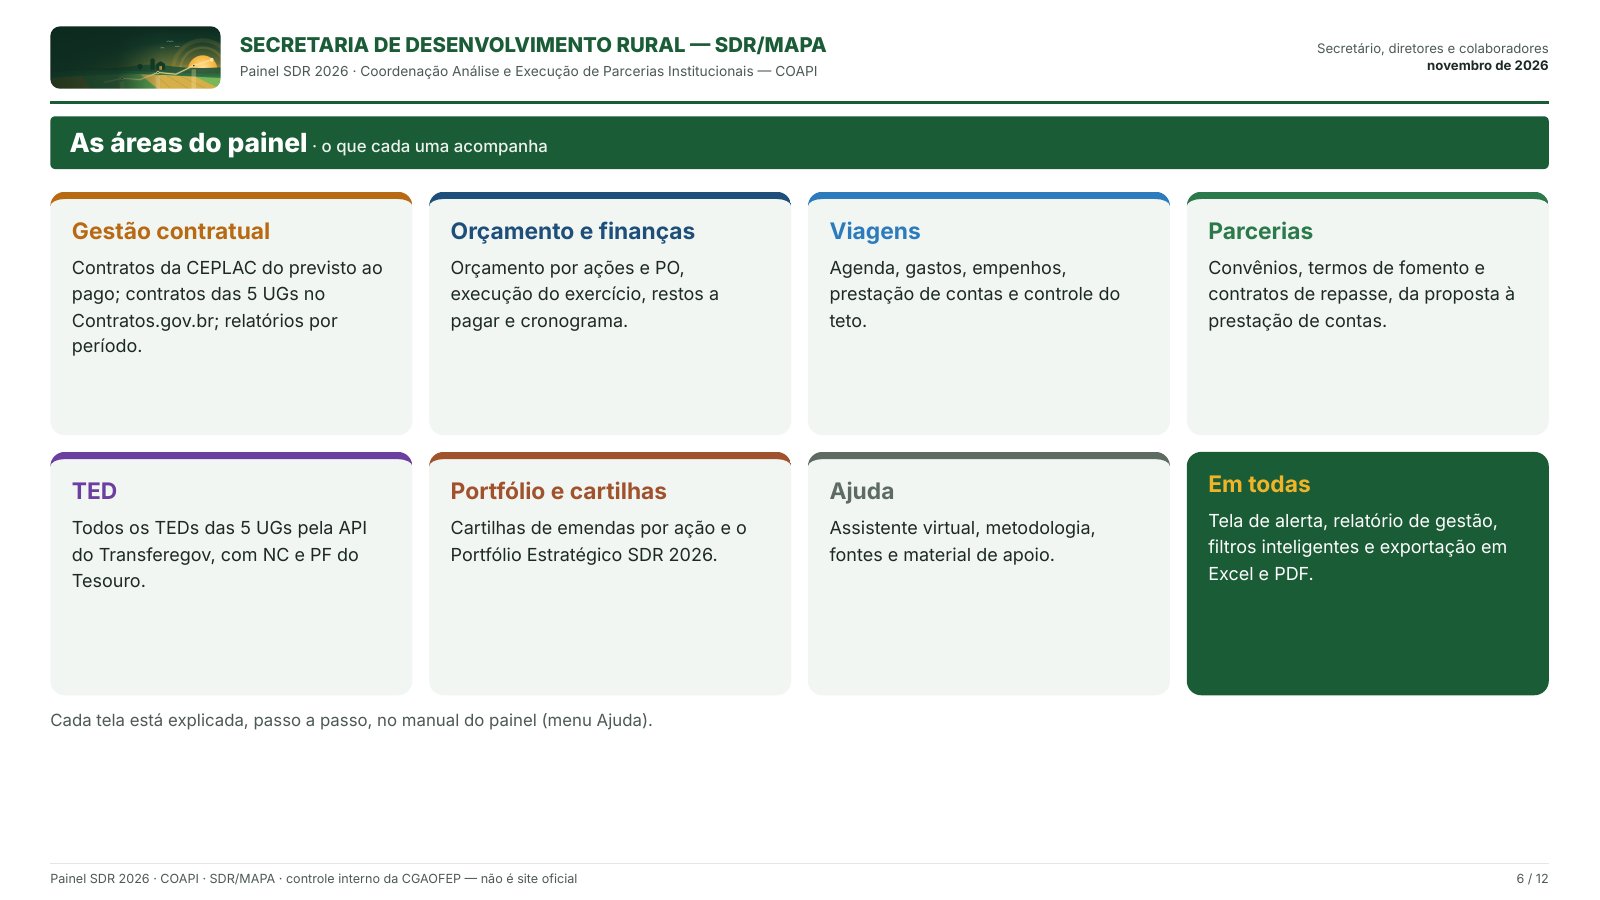 SECRETARIA DE DESENVOLVIMENTO RURAL — SDR/MAPA
Painel SDR 2026 · Coordenação Análise e Execução de Parcerias Institucionais — COAPI
Secretário, diretores e colaboradores
novembro de 2026
As áreas do painel · o que cada uma acompanha
Gestão contratual
Contratos da CEPLAC do previsto ao
pago; contratos das 5 UGs no
Contratos.gov.br; relatórios por
período.
Orçamento e finanças
Orçamento por ações e PO,
execução do exercício, restos a
pagar e cronograma.
Viagens
Agenda, gastos, empenhos,
prestação de contas e controle do
teto.
Parcerias
Convênios, termos de fomento e
contratos de repasse, da proposta à
prestação de contas.
TED
Todos os TEDs das 5 UGs pela API
do Transferegov, com NC e PF do
Tesouro.
Portfólio e cartilhas
Cartilhas de emendas por ação e o
Portfólio Estratégico SDR 2026.
Ajuda
Assistente virtual, metodologia,
fontes e material de apoio.
Em todas
Tela de alerta, relatório de gestão,
filtros inteligentes e exportação em
Excel e PDF.
Cada tela está explicada, passo a passo, no manual do painel (menu Ajuda).
Painel SDR 2026 · COAPI · SDR/MAPA · controle interno da CGAOFEP — não é site oficial
6 / 12